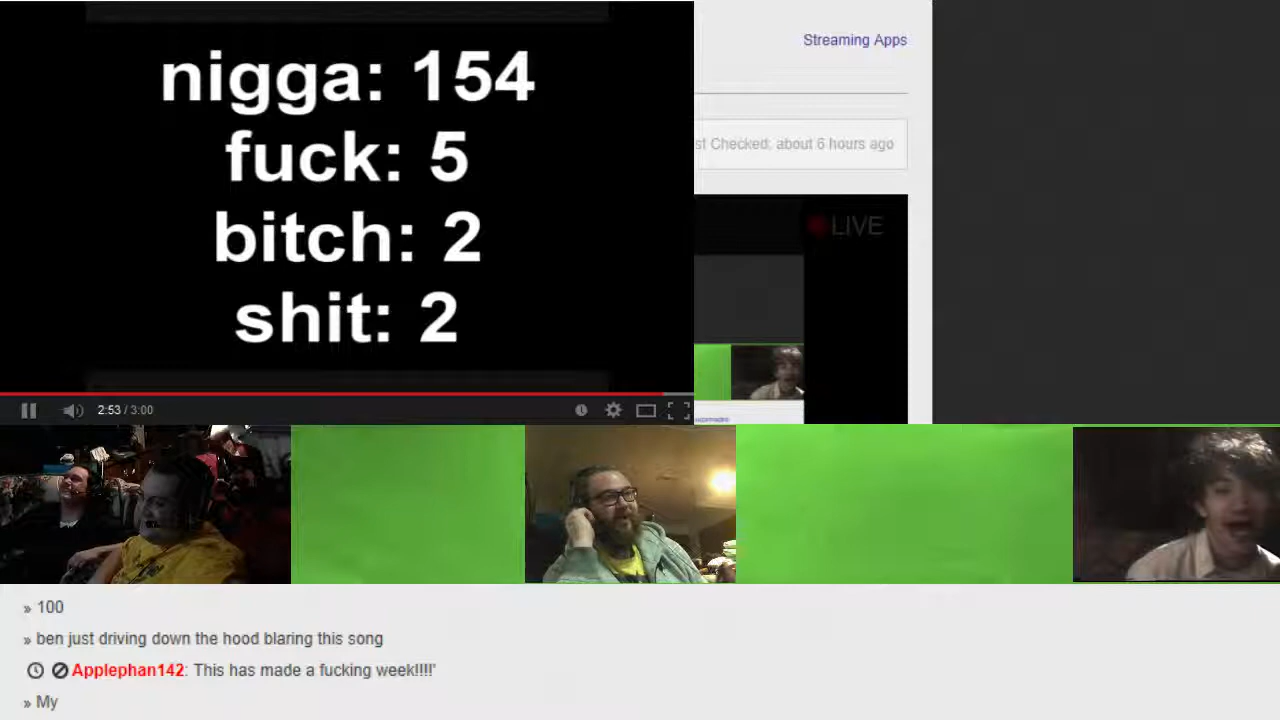 nigga: 154
fuck: 5
bitch: 2
shit: 2
Streaming Apps
st Checked: about 6 hours ago
LIVE
2:53 / 3:00
» 100
» ben just driving down the hood blaring this song
Applephan142: This has made a fucking week!!!!'
» My